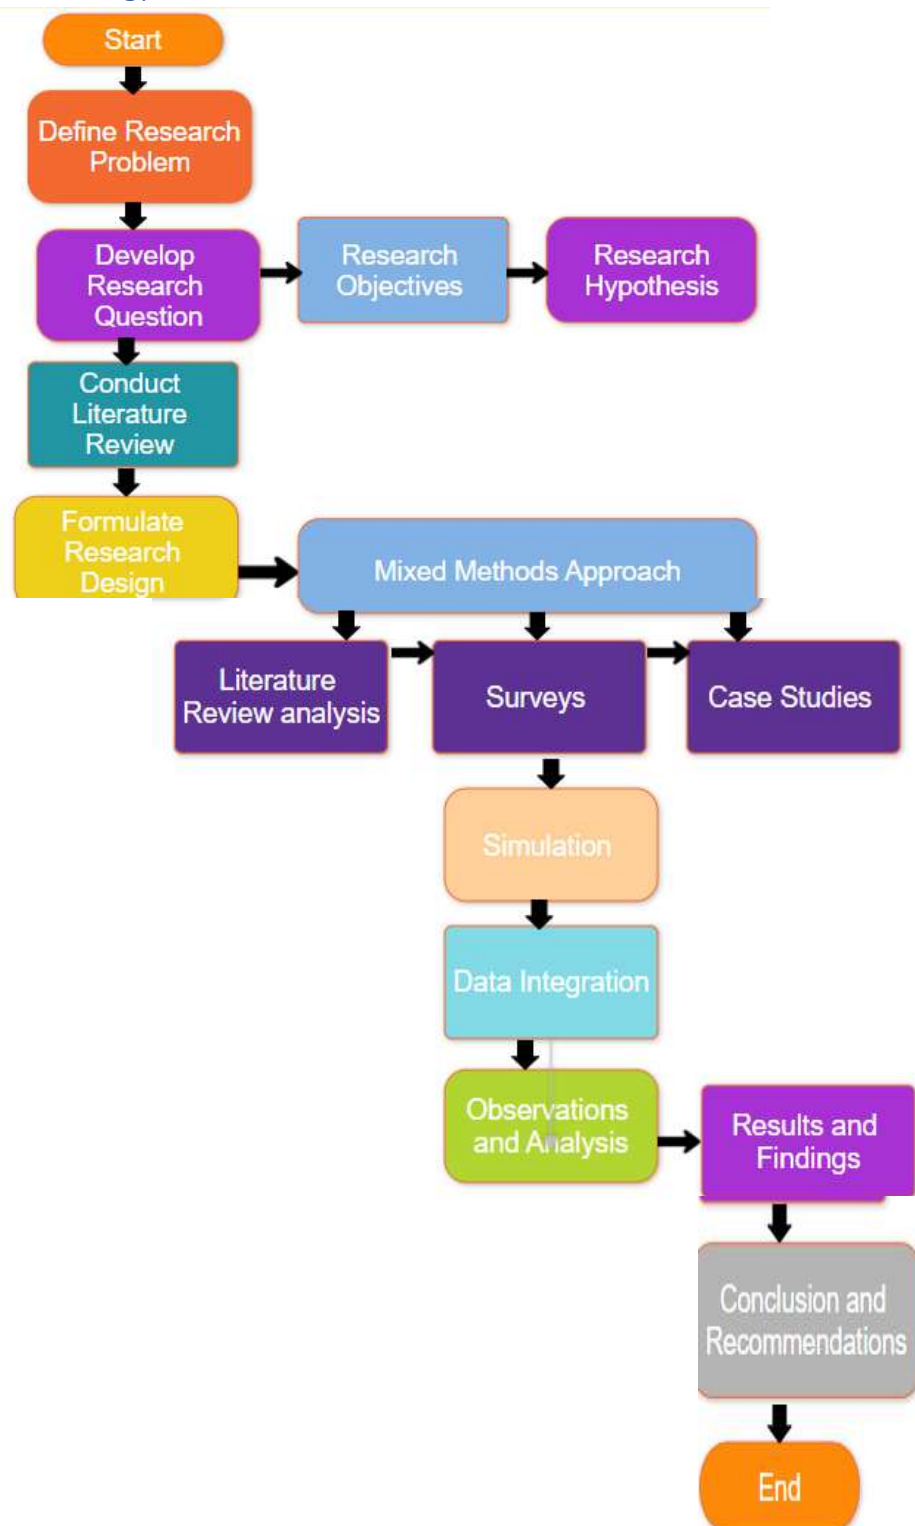 Start
Define Research
Problem
Develop
Research
Question
Research
Objectives
Research
Hypothesis
Conduct
Literature
Review
Formulate
Research
Design
Mixed Methods Approach
Literature
Review analysis
Surveys
Case Studies
Simulation
Data Integration
Observations
and Analysis
Results and
Findings
Conclusion and
Recommendations
End